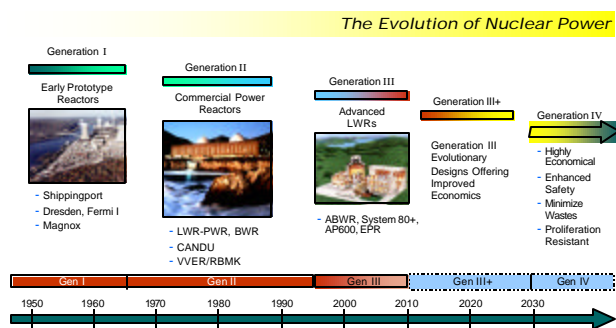 The Evolution of Nuclear Power
Generation I
Early Prototype
Reactors
- Shippingport
- Dresden, Fermi I
- Magnox
Generation II
Commercial Power
Reactors
- LWR-PWR, BWR
- CANDU
- VVER/RBMK
Generation III
Advanced
LWRs
- ABWR, System 80+,
AP600, EPR
Generation III+
Generation III
Evolutionary
Designs Offering
Improved
Economics
Generation IV
- Highly
Economical
- Enhanced
Safety
- Minimize
Wastes
- Proliferation
Resistant
Gen I
Gen II
Gen III
Gen III+
Gen IV
1950
1960
1970
1980
1990
2000
2010
2020
2030